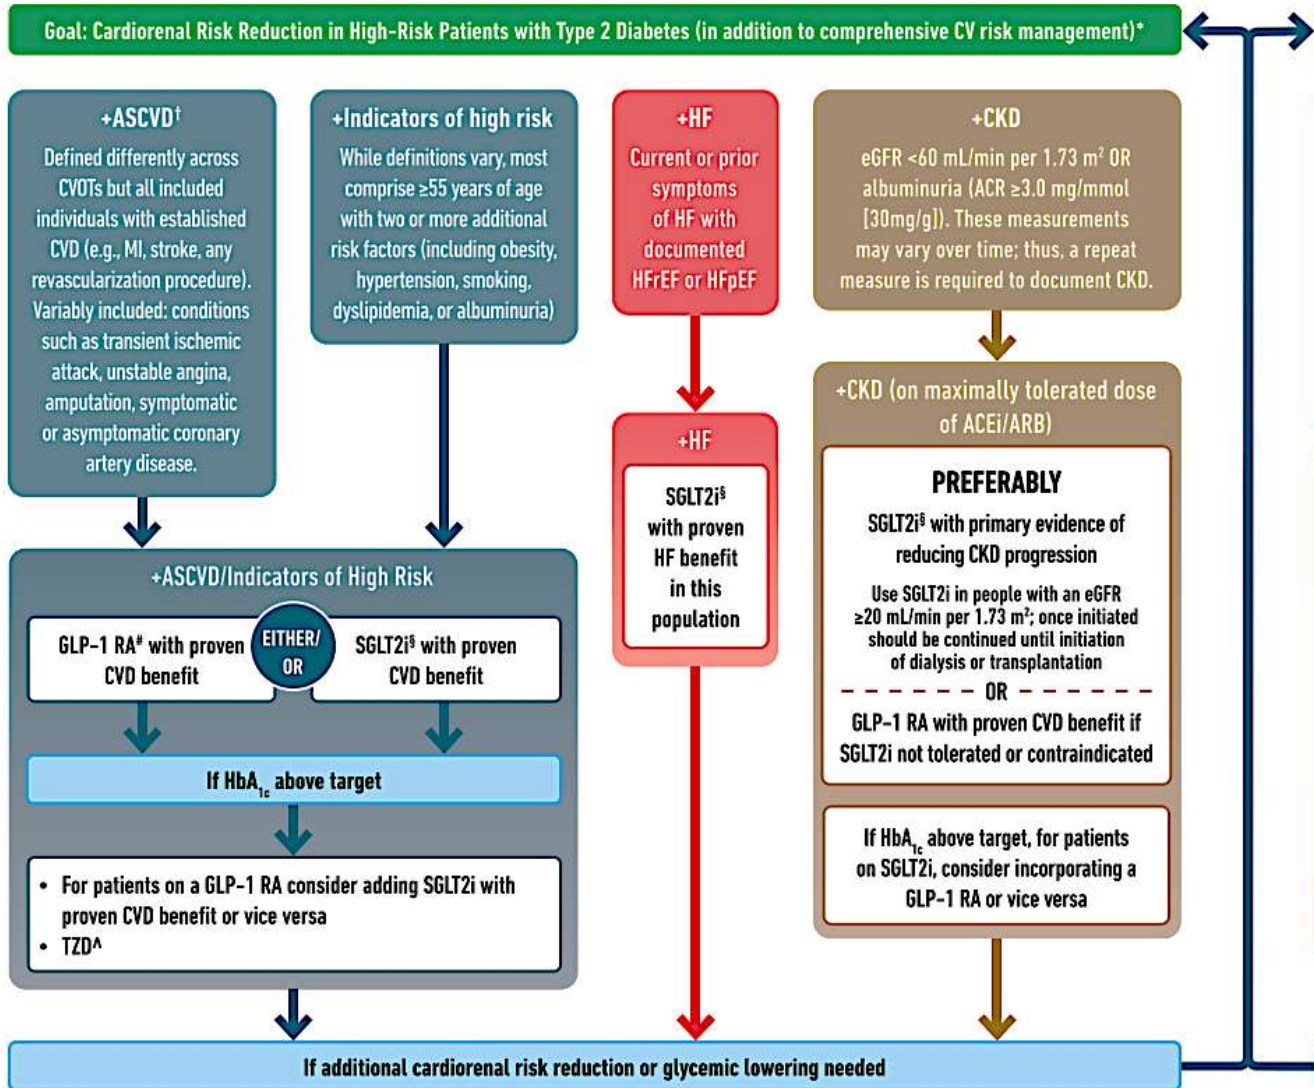 Goal: Cardiorenal Risk Reduction in High-Risk Patients with Type 2 Diabetes (in addition to comprehensive CV risk management)*
+ASCVD†
Defined differently across
CVOTs but all included
individuals with established
CVD (e.g., MI, stroke, any
revascularization procedure).
Variably included: conditions
such as transient ischemic
attack, unstable angina,
amputation, symptomatic
or asymptomatic coronary
artery disease.
+Indicators of high risk
While definitions vary, most
comprise ≥55 years of age
with two or more additional
risk factors (including obesity,
hypertension, smoking,
dyslipidemia, or albuminuria)
+HF
Current or prior
symptoms
of HF with
documented
HFrEF or HFpEF
+CKD
eGFR <60 mL/min per 1.73 m² OR
albuminuria (ACR ≥3.0 mg/mmol
[30mg/g]). These measurements
may vary over time; thus, a repeat
measure is required to document CKD.
+ASCVD/Indicators of High Risk
GLP-1 RA# with proven
CVD benefit
EITHER/
OR
SGLT2i§ with proven
CVD benefit
If HbA1c above target
• For patients on a GLP-1 RA consider adding SGLT2i with
proven CVD benefit or vice versa
• TZD^
+HF
SGLT2i§
with proven
HF benefit
in this
population
+CKD (on maximally tolerated dose
of ACEi/ARB)
PREFERABLY
SGLT2i§ with primary evidence of
reducing CKD progression
Use SGLT2i in people with an eGFR
≥20 mL/min per 1.73 m²; once initiated
should be continued until initiation
of dialysis or transplantation
OR
GLP-1 RA with proven CVD benefit if
SGLT2i not tolerated or contraindicated
If HbA1c above target, for patients
on SGLT2i, consider incorporating a
GLP-1 RA or vice versa
If additional cardiorenal risk reduction or glycemic lowering needed